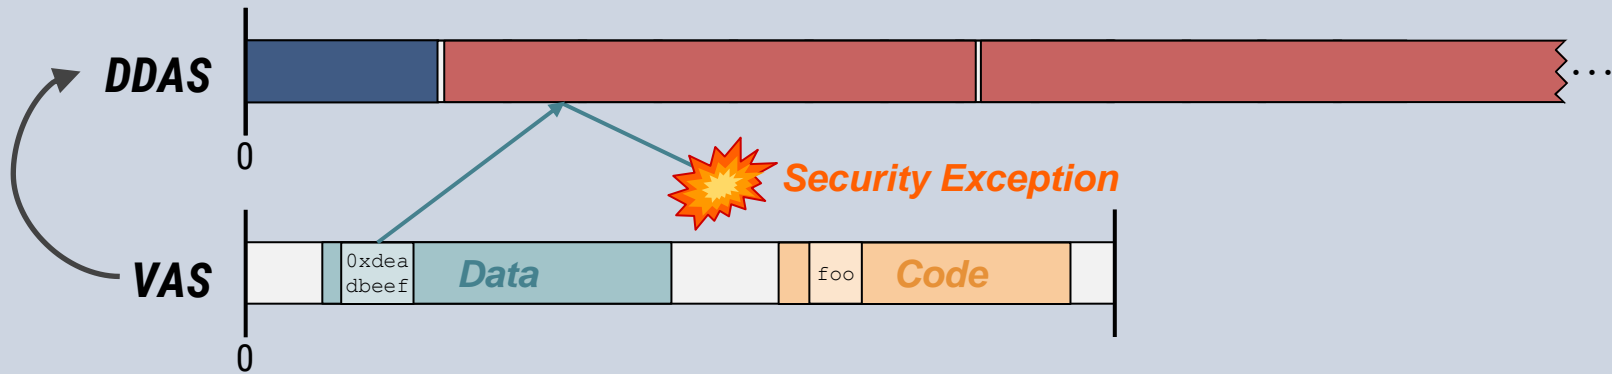 DDAS
...
0
Security Exception
VAS
0xdea
dbeef
Data
foo
Code
0